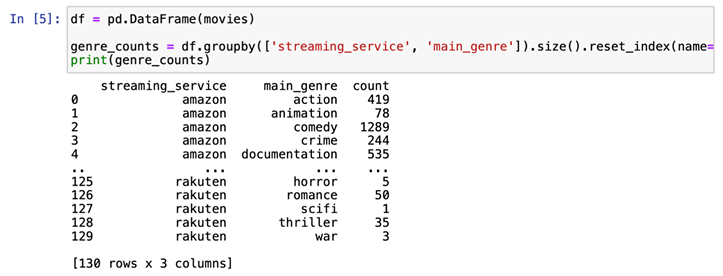 In [5]: df = pd.DataFrame(movies)
genre_counts = df.groupby(['streaming_service', 'main_genre']).size().reset_index(name=
print(genre_counts)
streaming_service main_genre count
0 amazon action 419
1 amazon animation 78
2 amazon comedy 1289
3 amazon crime 244
4 amazon documentation 535
.. ... ... ...
125 rakuten horror 5
126 rakuten romance 50
127 rakuten scifi 1
128 rakuten thriller 35
129 rakuten war 3
[130 rows x 3 columns]